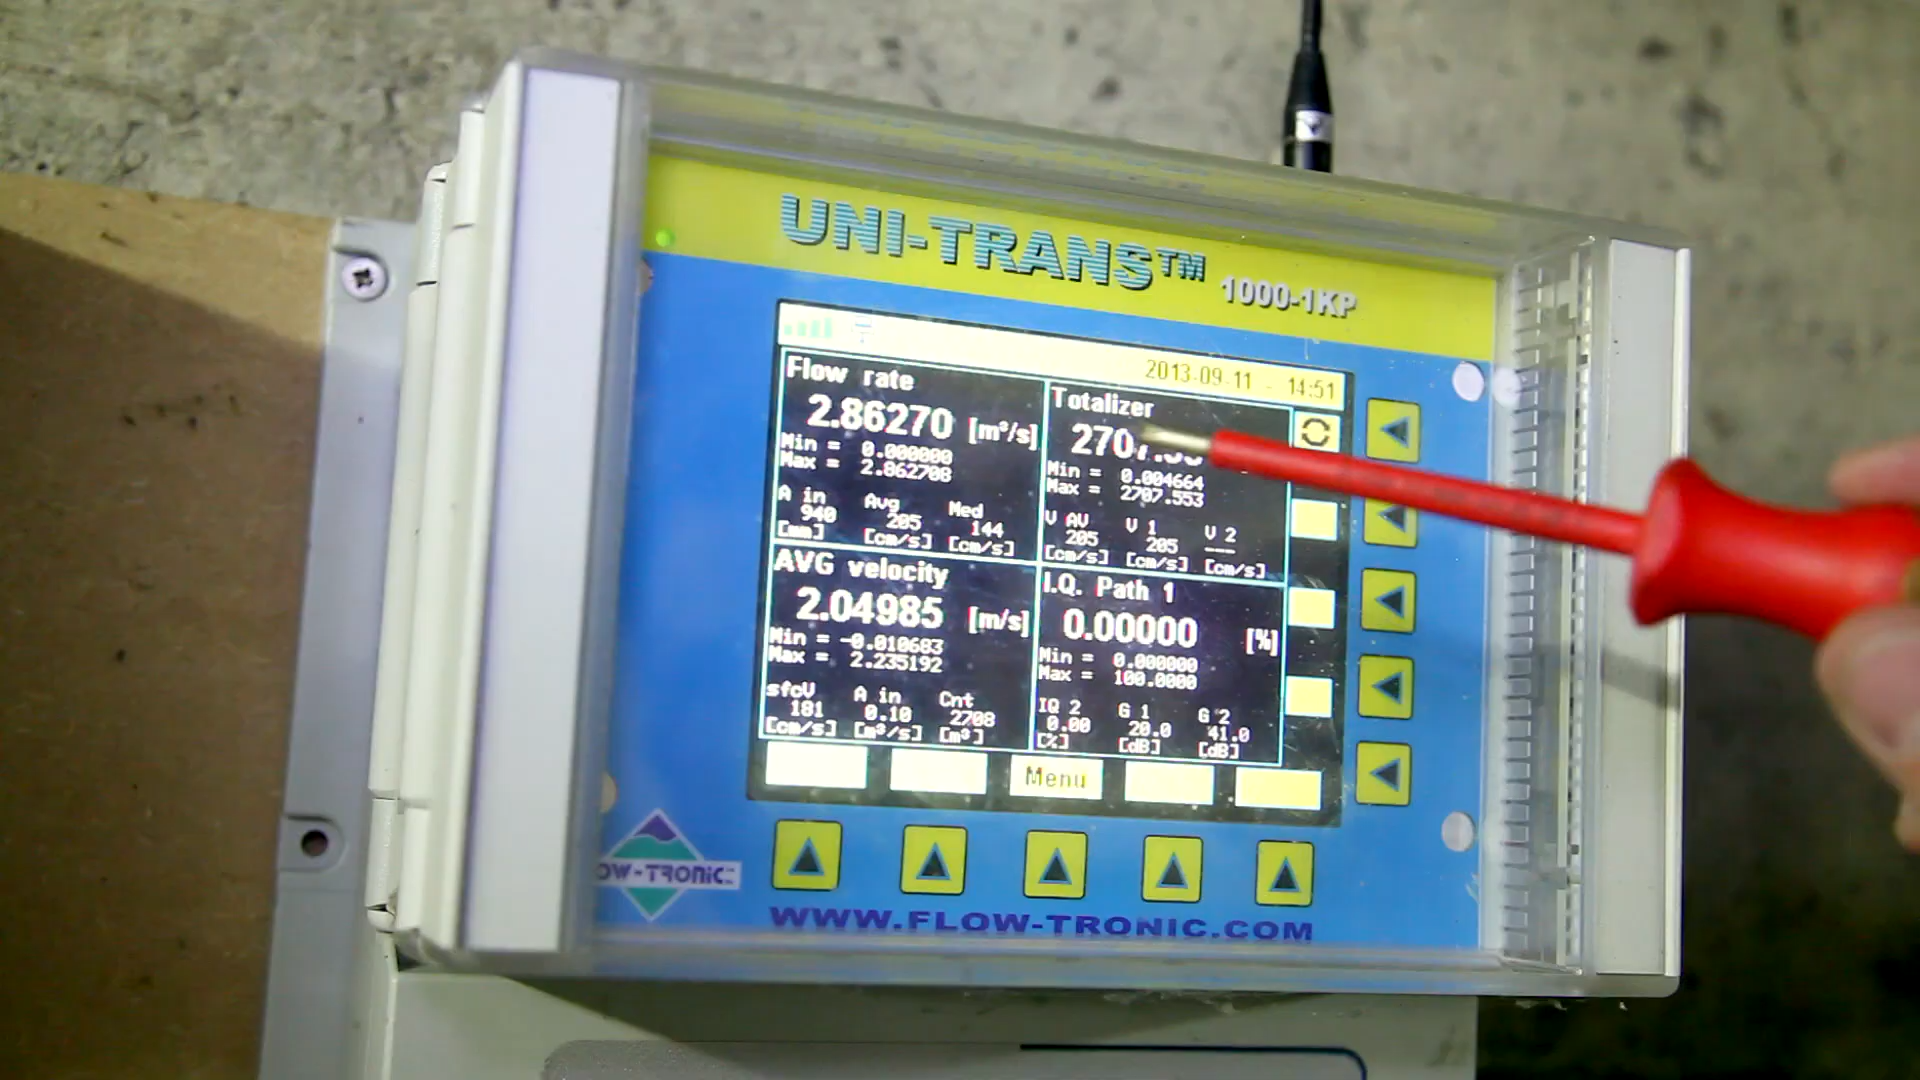 UNI-TRANS™ 1000-1KP
2013-09-11 - 14:51
Flow rate
2.86270 [m³/s]
Min = 0.000000
Max = 2.862708
A in Avg Med
940 205 144
[mm] [cm/s] [cm/s]
Totalizer
Min = 0.004664
Max = 2707.553
V AV V 1 V 2
205 205 ---
[cm/s] [cm/s] [cm/s]
AVG velocity
2.04985 [m/s]
Min = -0.010683
Max = 2.235192
sfcV A in Cnt
181 0.10 2708
[cm/s] [m³/s] [m³]
I.Q. Path 1
0.00000 [%]
Min = 0.000000
Max = 100.0000
IQ 2 G 1 G 2
0.00 20.0 41.0
[%] [dB] [dB]
Menu
OW-TRONIC™
WWW.FLOW-TRONIC.COM